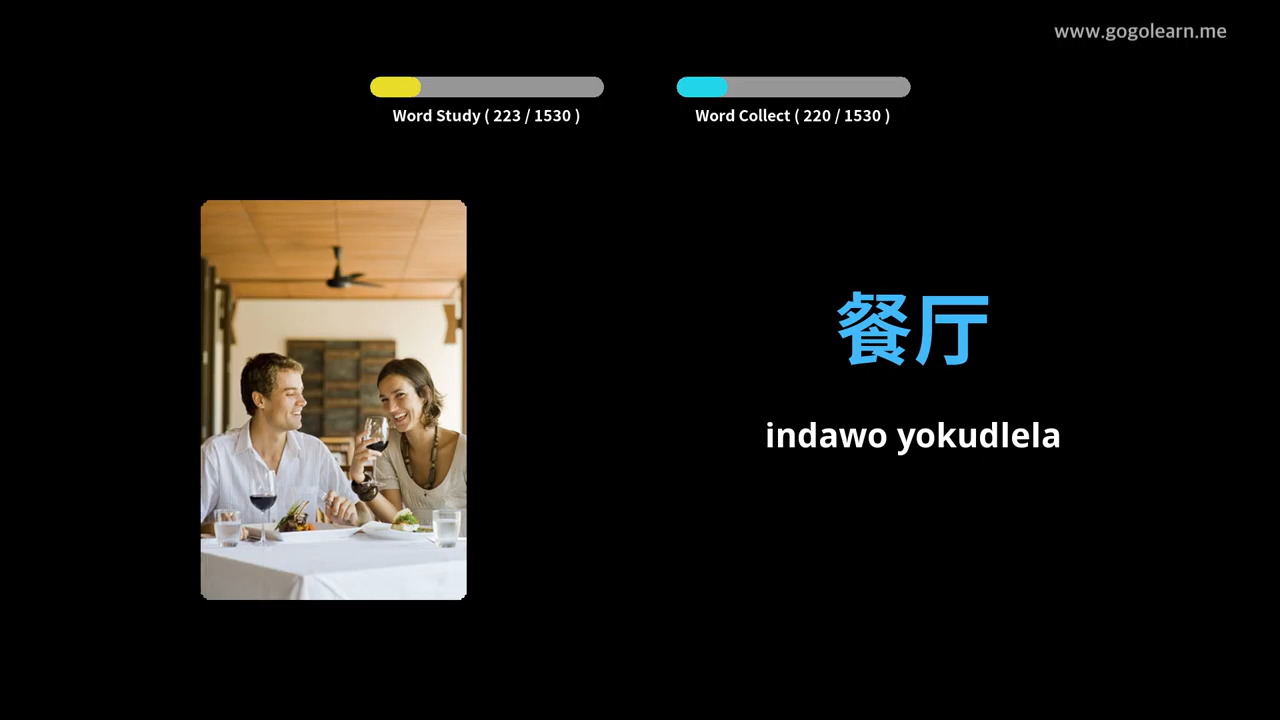 www.gogolearn.me
Word Study ( 223 / 1530 )
Word Collect ( 220 / 1530 )
餐厅
indawo yokudlela